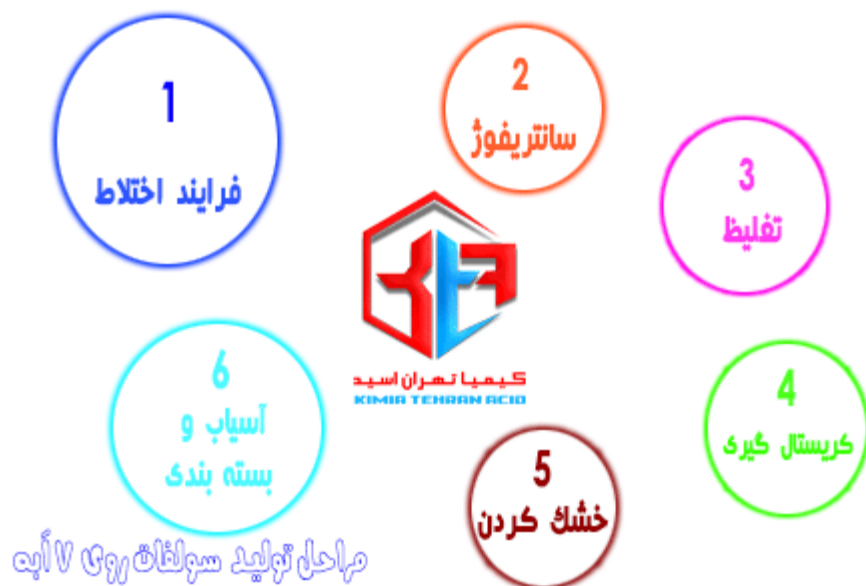 1
فرایند اختلاط
2
سانتریفوژ
3
تغلیظ
4
کریستال گیری
5
خشک کردن
6
آسیاب و
بسته بندی
کیمیا تهران اسید
KIMIA TEHRAN ACID
مراحل تولید سولفات روی ۷ آبه